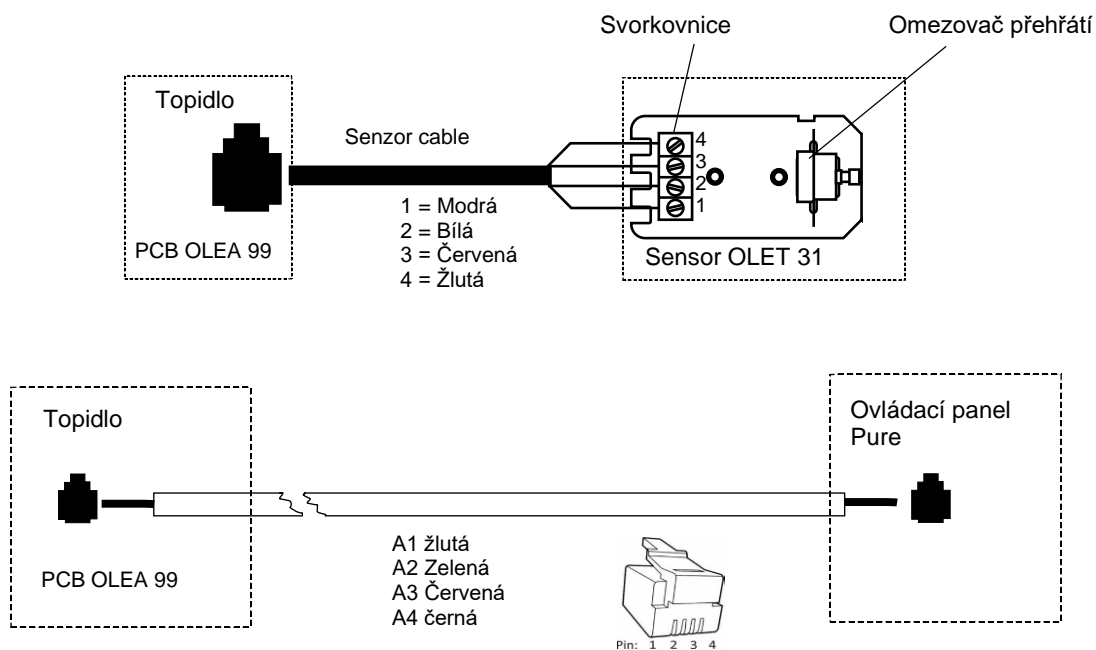 Svorkovnice
Omezovač přehřátí
Topidlo
Senzor cable
4
3
2
1
1 = Modrá
2 = Bílá
3 = Červená
4 = Žlutá
PCB OLEA 99
Sensor OLET 31
Topidlo
Ovládací panel
Pure
A1 žlutá
A2 Zelená
A3 Červená
A4 černá
PCB OLEA 99
Pin: 1 2 3 4